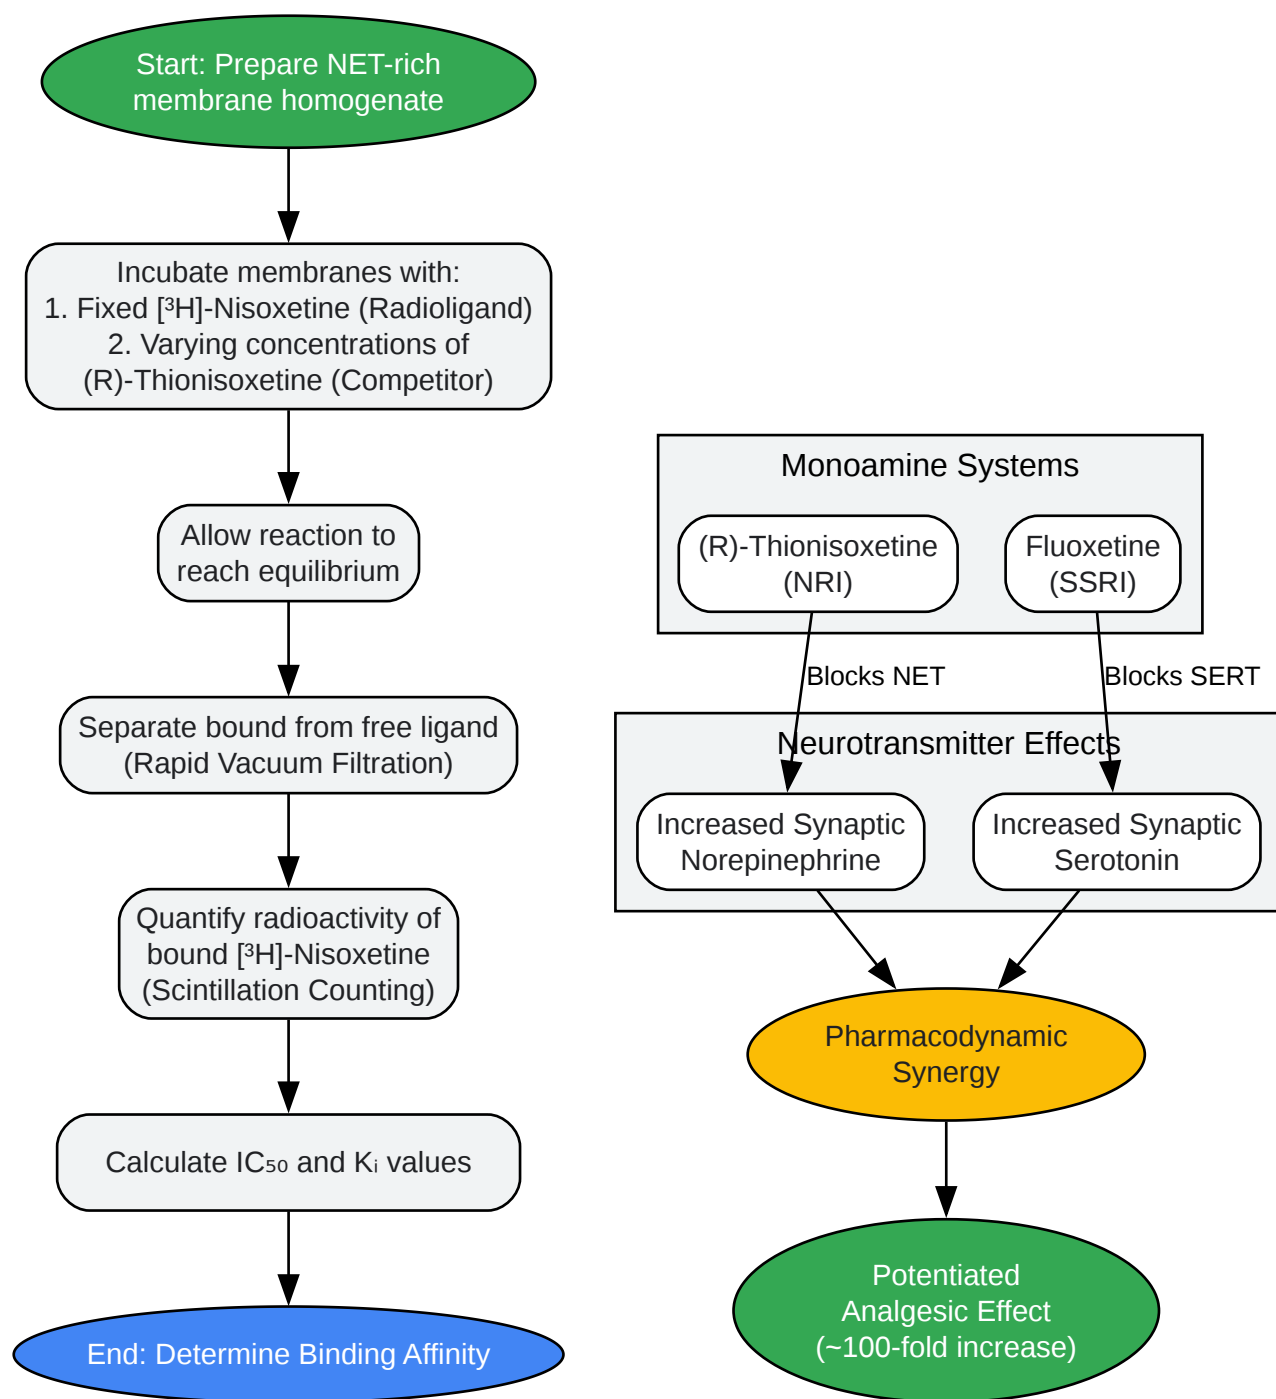 Start: Prepare NET-rich
membrane homogenate
Incubate membranes with:
1. Fixed [³H]-Nisoxetine (Radioligand)
2. Varying concentrations of
(R)-Thionisoxetine (Competitor)
Allow reaction to
reach equilibrium
Separate bound from free ligand
(Rapid Vacuum Filtration)
Quantify radioactivity of
bound [³H]-Nisoxetine
(Scintillation Counting)
Calculate IC₅₀ and Kᵢ values
End: Determine Binding Affinity
Monoamine Systems
(R)-Thionisoxetine
(NRI)
Fluoxetine
(SSRI)
Blocks NET
Blocks SERT
Neurotransmitter Effects
Increased Synaptic
Norepinephrine
Increased Synaptic
Serotonin
Pharmacodynamic
Synergy
Potentiated
Analgesic Effect
(~100-fold increase)